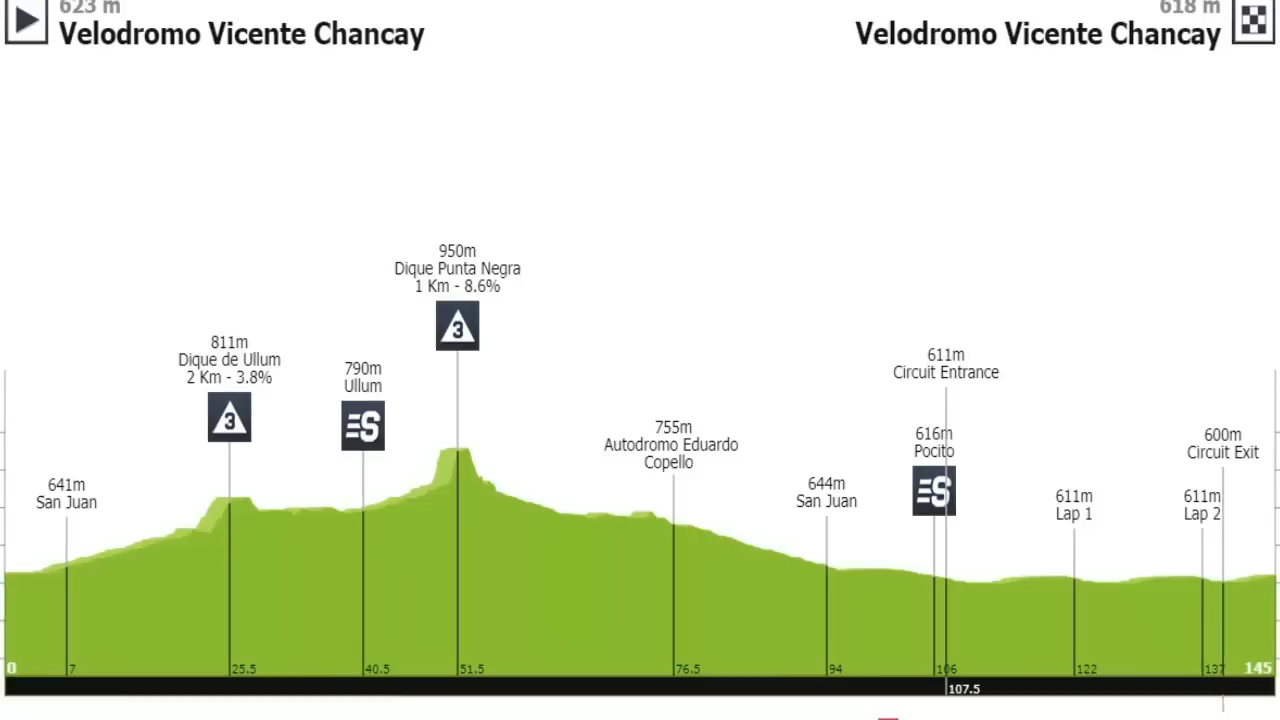 623 m
Velodromo Vicente Chancay
618 m
Velodromo Vicente Chancay
950m
Dique Punta Negra
1 Km - 8.6%
3
811m
Dique de Ullum
2 Km - 3.8%
3
790m
Ullum
S
611m
Circuit Entrance
755m
Autodromo Eduardo
Copello
616m
Pocito
S
600m
Circuit Exit
641m
San Juan
644m
San Juan
611m
Lap 1
611m
Lap 2
0
7
25.5
40.5
51.5
76.5
94
106
122
137
145
107.5